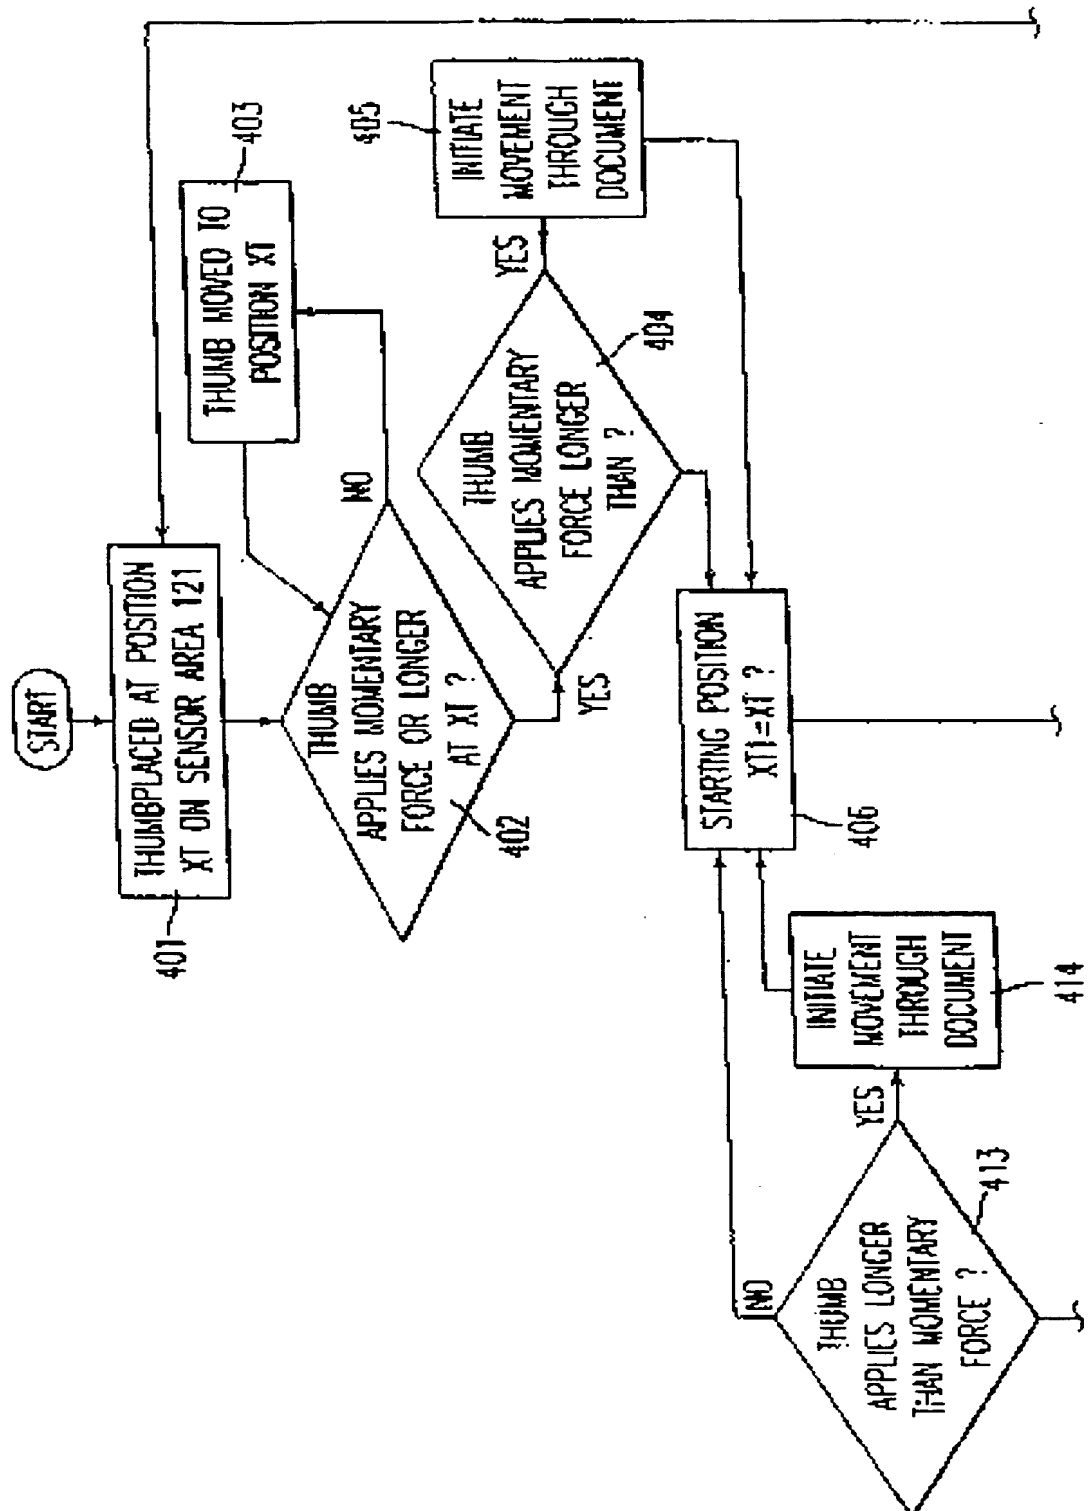 START
THUMBPLACED AT POSITION
XT ON SENSOR AREA 121
401
THUMB
APPLIES MOMENTARY
FORCE OR LONGER
AT XT ?
402
NO
THUMB MOVED TO
POSITION XT
403
YES
THUMB
APPLIES MOMENTARY
FORCE LONGER
THAN ?
404
YES
INITIATE
MOVEMENT
THROUGH
DOCUMENT
405
STARTING POSITION
XT1=XT ?
406
THUMB
APPLIES LONGER
THAN MOMENTARY
FORCE ?
413
NO
YES
INITIATE
MOVEMENT
THROUGH
DOCUMENT
414